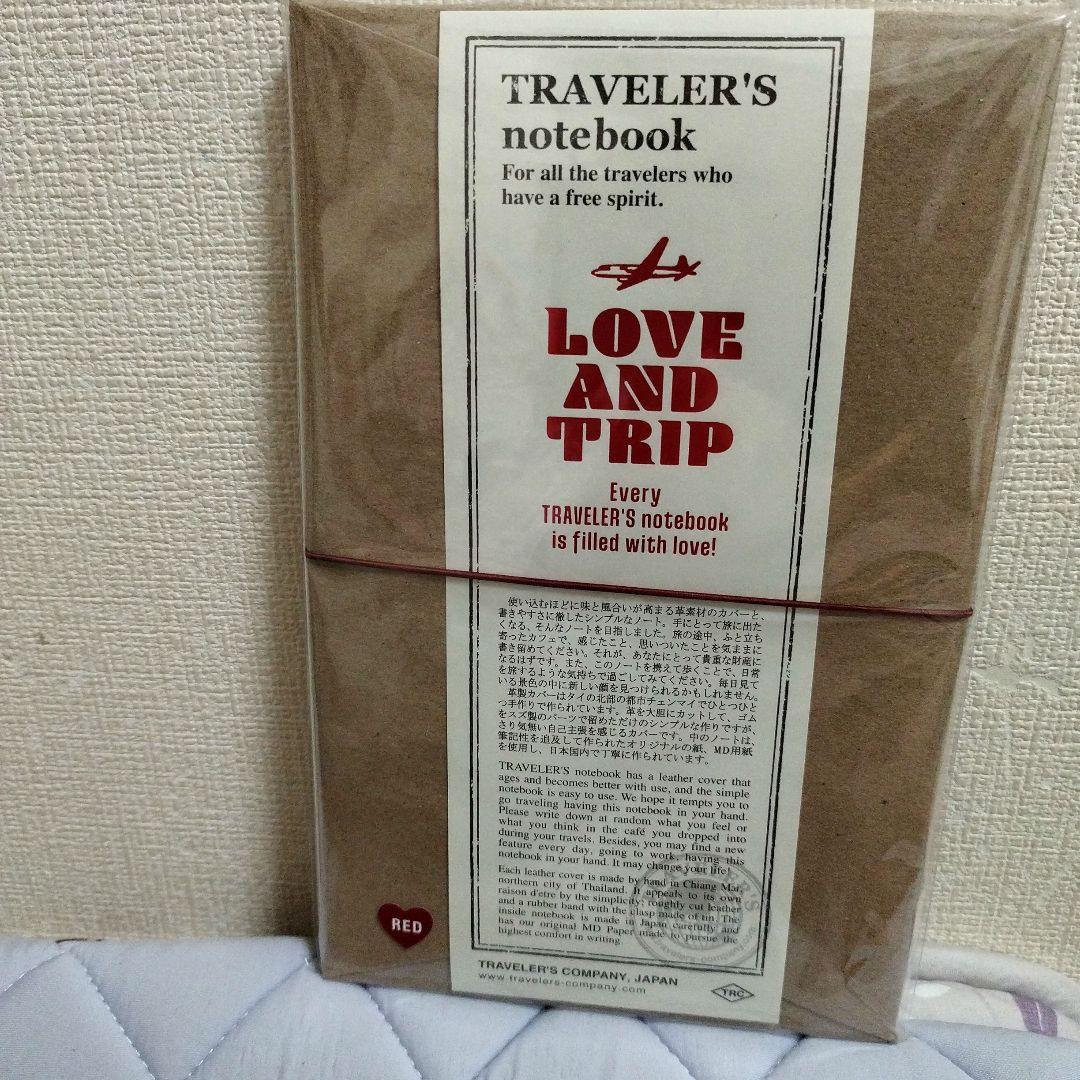 TRAVELER'S
notebook
For all the travelers who
have a free spirit.
LOVE
AND
TRIP
Every
TRAVELER'S notebook
is filled with love!
使い込むほどに味と風合いが高まる革素材のカバーと、
書きやすさに徹したシンプルなノート。手にとって旅に出た
くなる、そんなノートを目指しました。旅の途中、ふと立ち
寄ったカフェで、感じたこと、思いついたことを気ままに
書き留めてください。それが、あなたにとって貴重な財産に
なるはずです。また、このノートを携えて歩くことで、日常
を旅するような気持ちで過ごしてみてください。毎日見て
いる景色の中に新しい顔を見つけられるかもしれません。
革製カバーはタイの北部の都市チェンマイでひとつひと
つ手作りで作られています。革を大胆にカットして、ゴム
をスズ製のパーツで留めただけのシンプルな作りですが、
さり気無い自己主張を感じるカバーです。中のノートは、
筆記性を追及して作られたオリジナルの紙、MD用紙
を使用し、日本国内で丁寧に作られています。
TRAVELER'S notebook has a leather cover that
ages and becomes better with use, and the simple
notebook is easy to use. We hope it tempts you to
go traveling having this notebook in your hand.
Please write down at random what you feel or
what you think in the café you dropped into
during your travels. Besides, you may find a new
feature every day, going to work, having this
notebook in your hand. It may change your life!
Each leather cover is made by hand in Chiang Mai,
northern city of Thailand. It appeals to its own
raison d'etre by the simplicity; roughly cut leather
and a rubber band with the clasp made of tin. The
inside notebook is made in Japan carefully and
has our original MD Paper made to pursue the
highest comfort in writing.
RED
TRAVELER'S COMPANY, JAPAN
www.travelers-company.com
TRC